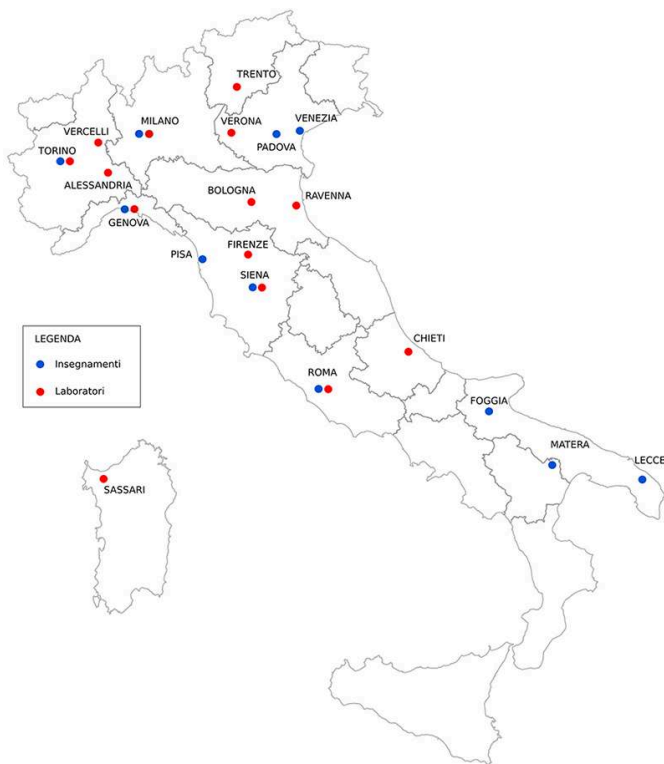 TRENTO
MILANO
VERONA
VENEZIA
VERCELLI
PADOVA
TORINO
ALESSANDRIA
BOLOGNA
RAVENNA
GENOVA
FIRENZE
PISA
SIENA
LEGENDA
Insegnamenti
Laboratori
CHIETI
ROMA
FOGGIA
MATERA
LECCE
SASSARI